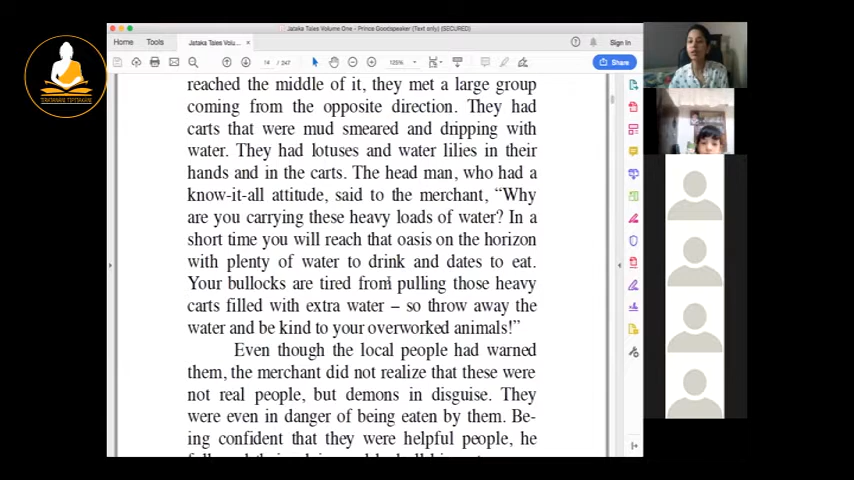 Jataka Tales Volume One - Prince Goodspeaker (Text only) (SECURED)
Home Tools Jataka Tales Volu... × Sign In
14 / 247 125% Share
reached the middle of it, they met a large group
coming from the opposite direction. They had
carts that were mud smeared and dripping with
water. They had lotuses and water lilies in their
hands and in the carts. The head man, who had a
know-it-all attitude, said to the merchant, “Why
are you carrying these heavy loads of water? In a
short time you will reach that oasis on the horizon
with plenty of water to drink and dates to eat.
Your bullocks are tired from pulling those heavy
carts filled with extra water – so throw away the
water and be kind to your overworked animals!”
Even though the local people had warned
them, the merchant did not realize that these were
not real people, but demons in disguise. They
were even in danger of being eaten by them. Be-
ing confident that they were helpful people, he